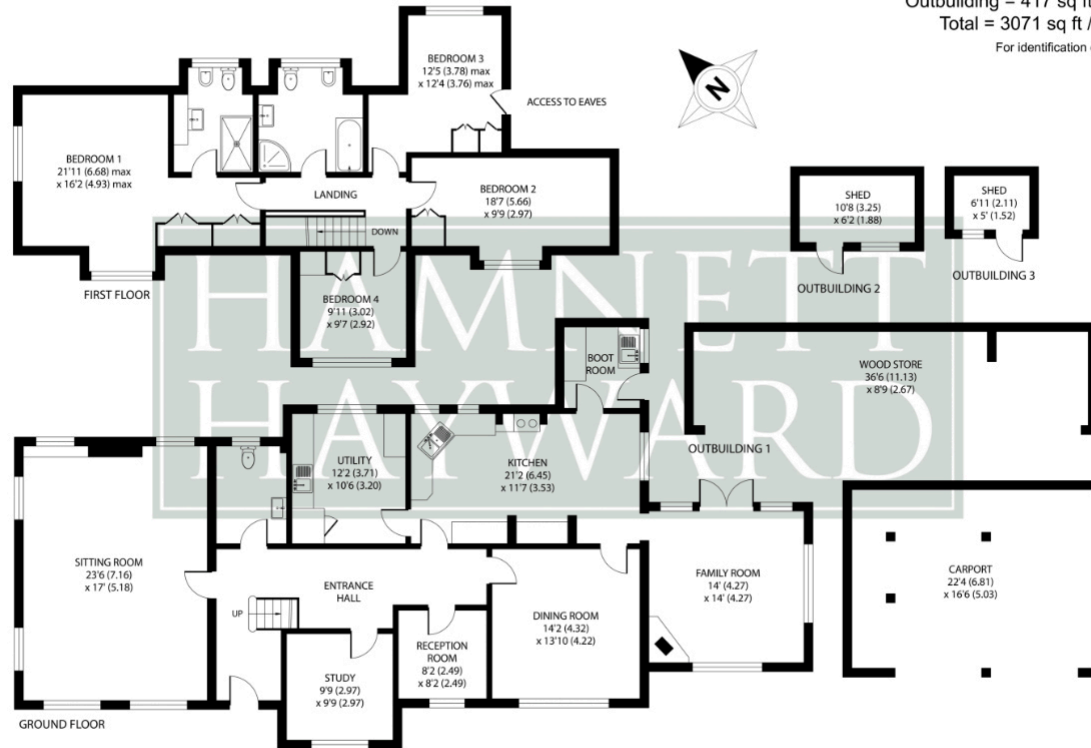 Outbuilding = 417 sq ft
Total = 3071 sq ft /
For identification
BEDROOM 3
12'5 (3.78) max
x 12'4 (3.76) max
ACCESS TO EAVES
N
BEDROOM 1
21'11 (6.68) max
x 16'2 (4.93) max
LANDING
BEDROOM 2
18'7 (5.66)
x 9'9 (2.97)
DOWN
SHED
10'8 (3.25)
x 6'2 (1.88)
SHED
6'11 (2.11)
x 5' (1.52)
OUTBUILDING 2
OUTBUILDING 3
FIRST FLOOR
BEDROOM 4
9'11 (3.02)
x 9'7 (2.92)
HAMNETT
HAYWARD
BOOT
ROOM
WOOD STORE
36'6 (11.13)
x 8'9 (2.67)
OUTBUILDING 1
UTILITY
12'2 (3.71)
x 10'6 (3.20)
KITCHEN
21'2 (6.45)
x 11'7 (3.53)
SITTING ROOM
23'6 (7.16)
x 17' (5.18)
ENTRANCE
HALL
UP
DINING ROOM
14'2 (4.32)
x 13'10 (4.22)
FAMILY ROOM
14' (4.27)
x 14' (4.27)
CARPORT
22'4 (6.81)
x 16'6 (5.03)
RECEPTION
ROOM
8'2 (2.49)
x 8'2 (2.49)
STUDY
9'9 (2.97)
x 9'9 (2.97)
GROUND FLOOR